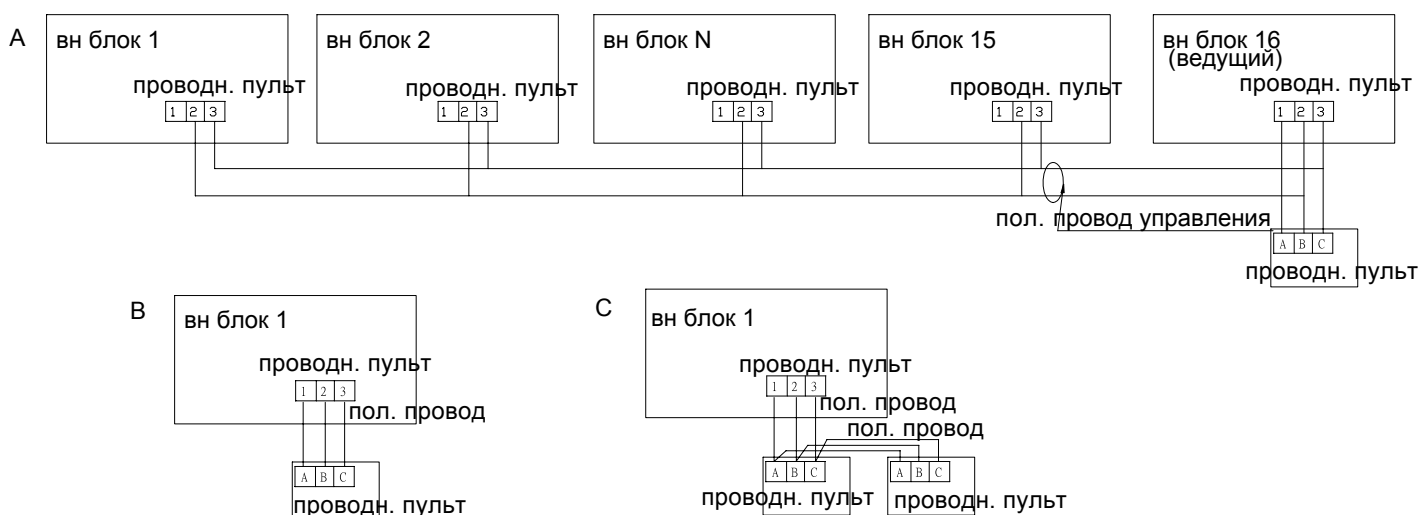 A
вн блок 1
вн блок 2
вн блок N
вн блок 15
вн блок 16
(ведущий)
проводн. пульт
проводн. пульт
проводн. пульт
проводн. пульт
проводн. пульт
1 2 3
1 2 3
1 2 3
1 2 3
1 2 3
пол. провод управления
A B C
проводн. пульт
B
вн блок 1
проводн. пульт
1 2 3
пол. провод
A B C
проводн. пульт
C
вн блок 1
проводн. пульт
1 2 3
пол. провод
пол. провод
A B C
A B C
проводн. пульт
проводн. пульт